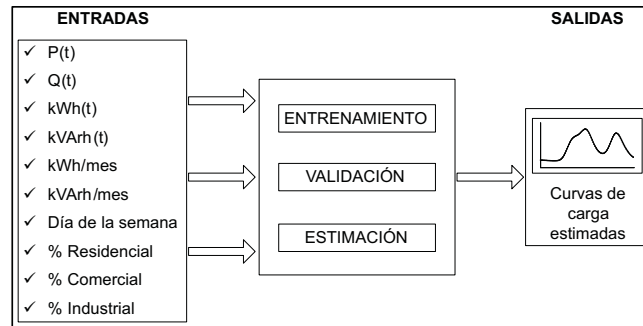 ENTRADAS
SALIDAS
✓ P(t)
✓ Q(t)
✓ kWh(t)
✓ kVArh(t)
✓ kWh/mes
✓ kVArh/mes
✓ Día de la semana
✓ % Residencial
✓ % Comercial
✓ % Industrial
ENTRENAMIENTO
VALIDACIÓN
ESTIMACIÓN
Curvas de
carga
estimadas